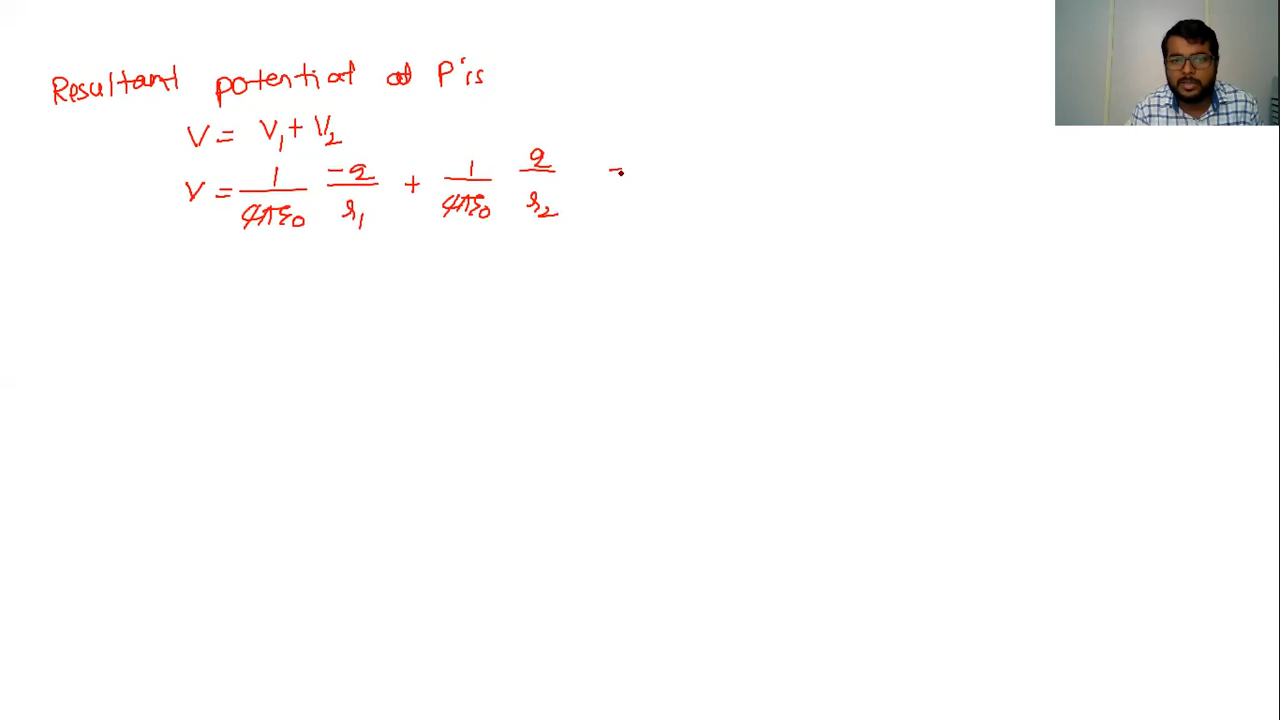 Resultant potential at P is
V = V₁ + V₂
V = 1/4πε₀ -q/r₁ + 1/4πε₀ q/r₂ -